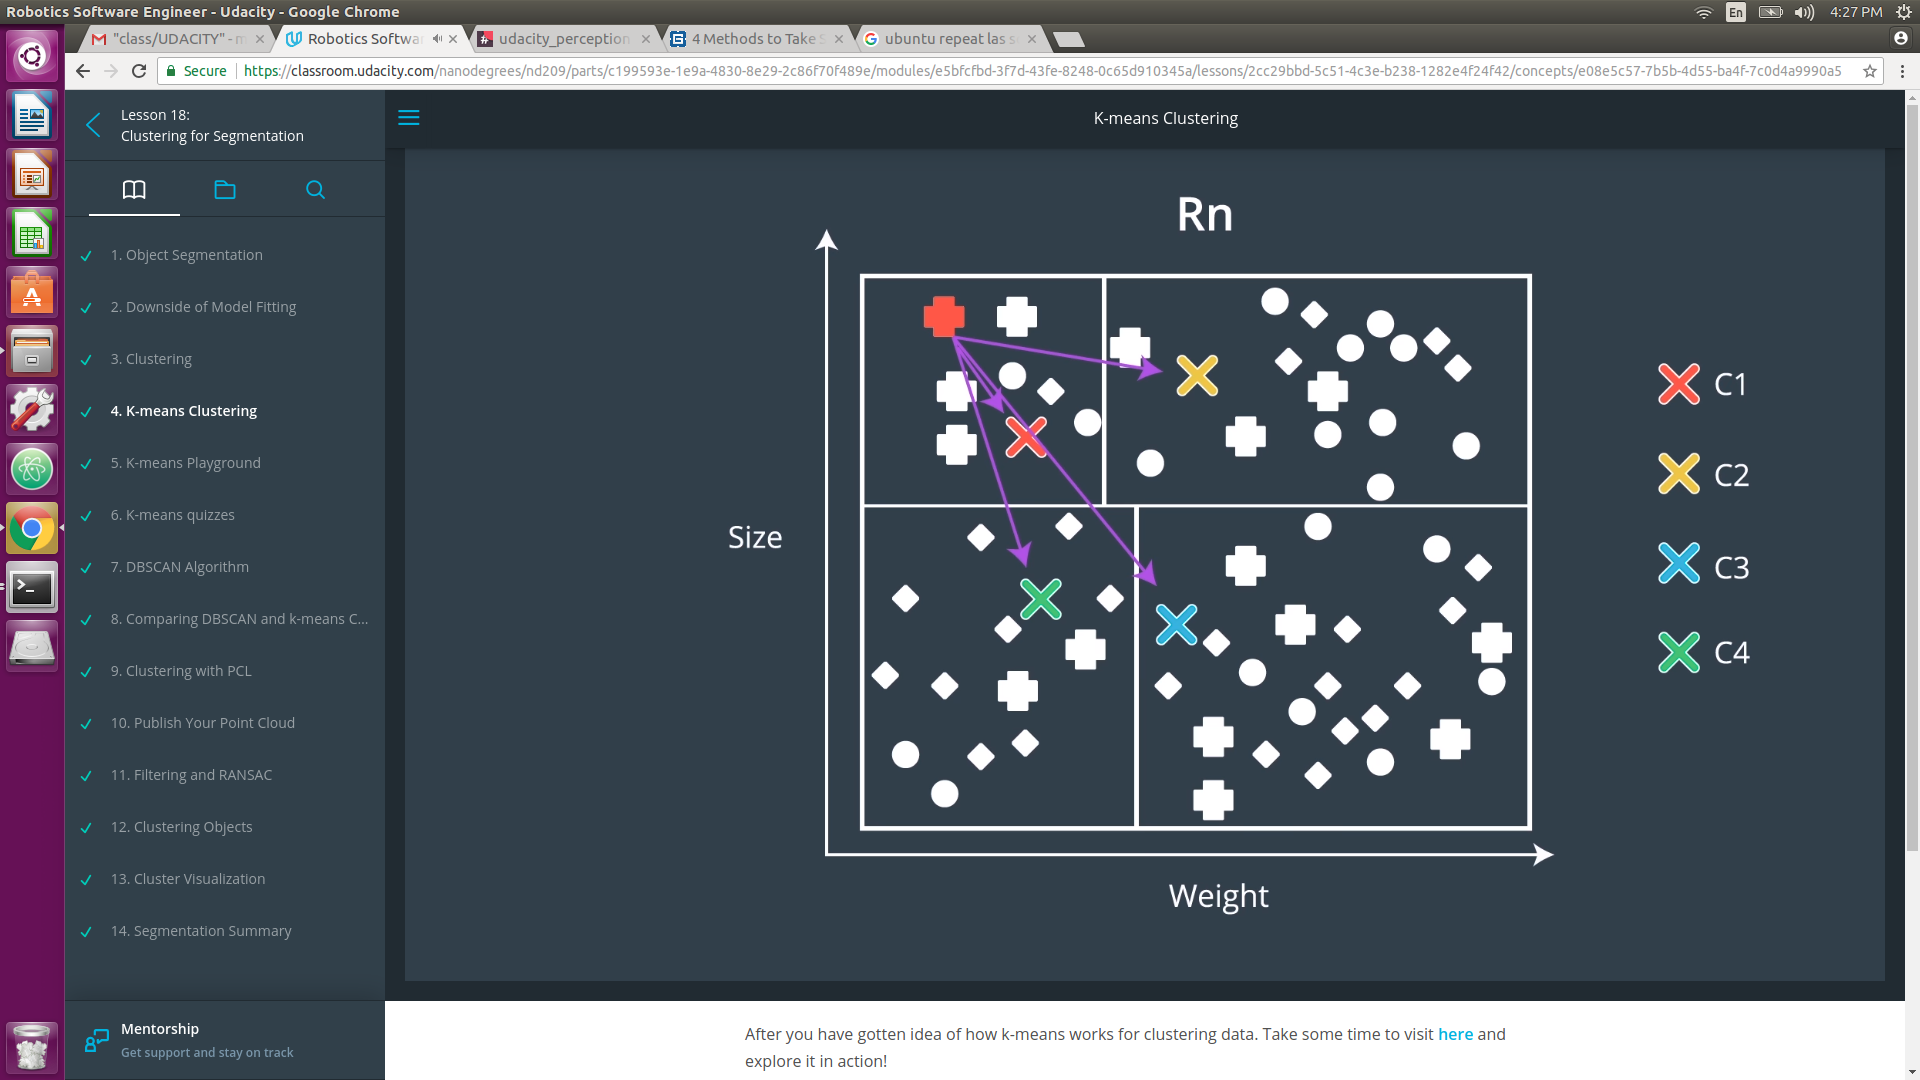 Robotics Software Engineer - Udacity - Google Chrome
En
4:27 PM
"class/UDACITY" - m
Robotics Softwa
udacity_perception
4 Methods to Take S
ubuntu repeat las s
Secure
https://classroom.udacity.com/nanodegrees/nd209/parts/c199593e-1e9a-4830-8e29-2c86f70f489e/modules/e5bfcfbd-3f7d-43fe-8248-0c65d910345a/lessons/2cc29bbd-5c51-4c3e-b238-1282e4f24f42/concepts/e08e5c57-7b5b-4d55-ba4f-7c0d4a9990a5
Lesson 18:
Clustering for Segmentation
1. Object Segmentation
2. Downside of Model Fitting
3. Clustering
4. K-means Clustering
5. K-means Playground
6. K-means quizzes
7. DBSCAN Algorithm
8. Comparing DBSCAN and k-means C...
9. Clustering with PCL
10. Publish Your Point Cloud
11. Filtering and RANSAC
12. Clustering Objects
13. Cluster Visualization
14. Segmentation Summary
Mentorship
Get support and stay on track
K-means Clustering
Rn
Size
Weight
C1
C2
C3
C4
After you have gotten idea of how k-means works for clustering data. Take some time to visit here and
explore it in action!